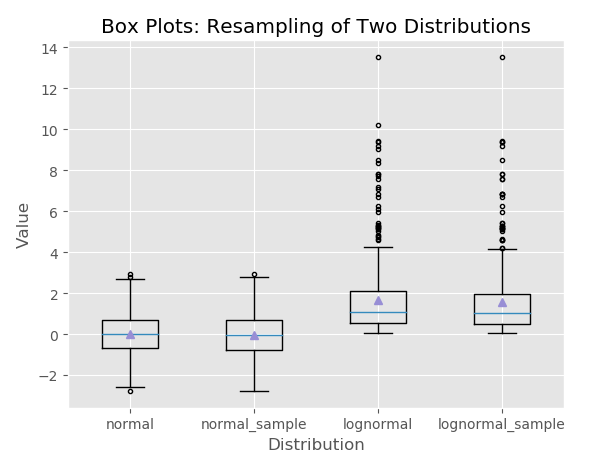 Box Plots: Resampling of Two Distributions
14
12
10
8
6
4
2
0
−2
Value
normal
normal_sample
lognormal
lognormal_sample
Distribution